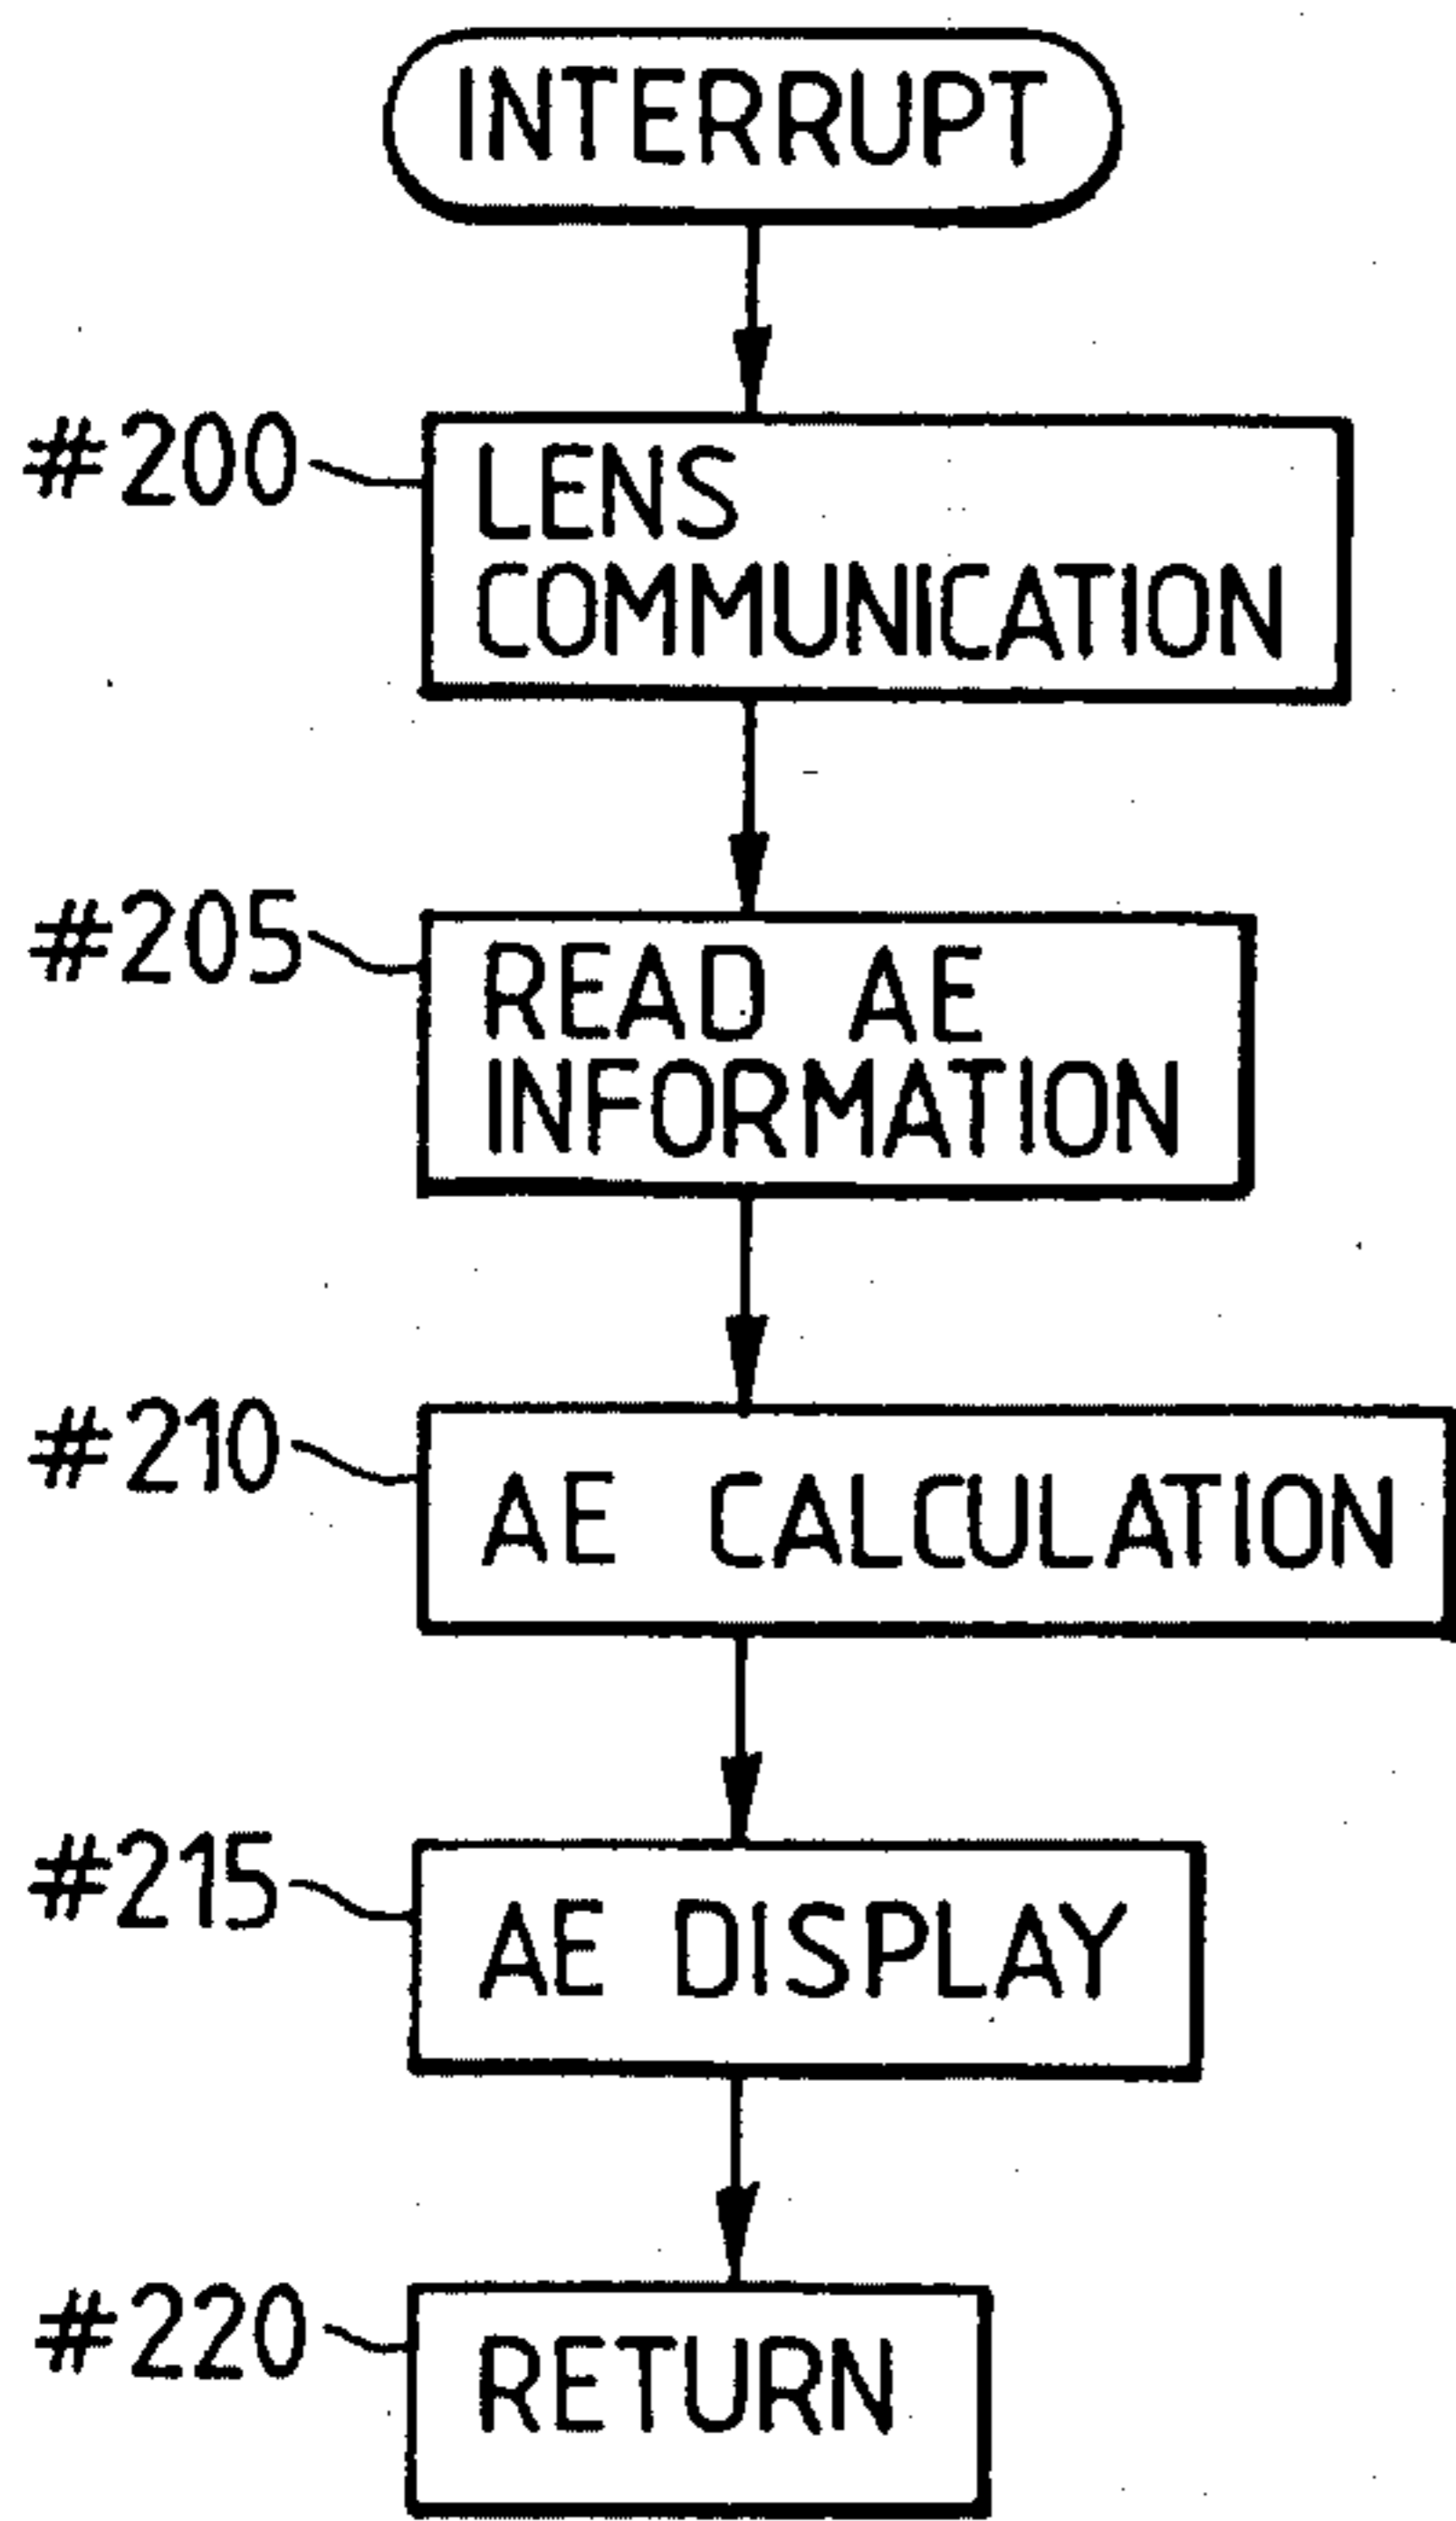 INTERRUPT
#200
LENS
COMMUNICATION
#205
READ AE
INFORMATION
#210
AE CALCULATION
#215
AE DISPLAY
#220
RETURN